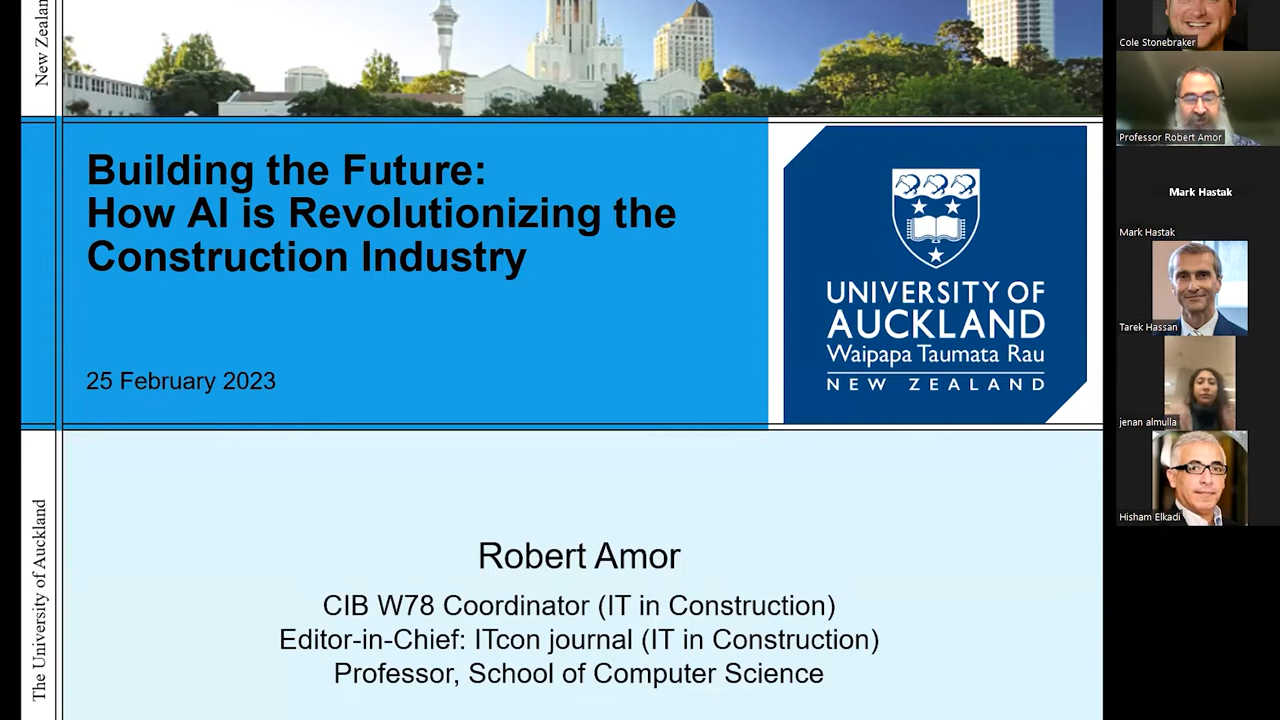 New Zealand
Building the Future:
How AI is Revolutionizing the
Construction Industry
25 February 2023
UNIVERSITY OF
AUCKLAND
Waipapa Taumata Rau
NEW ZEALAND
The University of Auckland
Robert Amor
CIB W78 Coordinator (IT in Construction)
Editor-in-Chief: ITcon journal (IT in Construction)
Professor, School of Computer Science
Cole Stonebraker
Professor Robert Amor
Mark Hastak
Mark Hastak
Tarek Hassan
jenan almulla
Hisham Elkadi